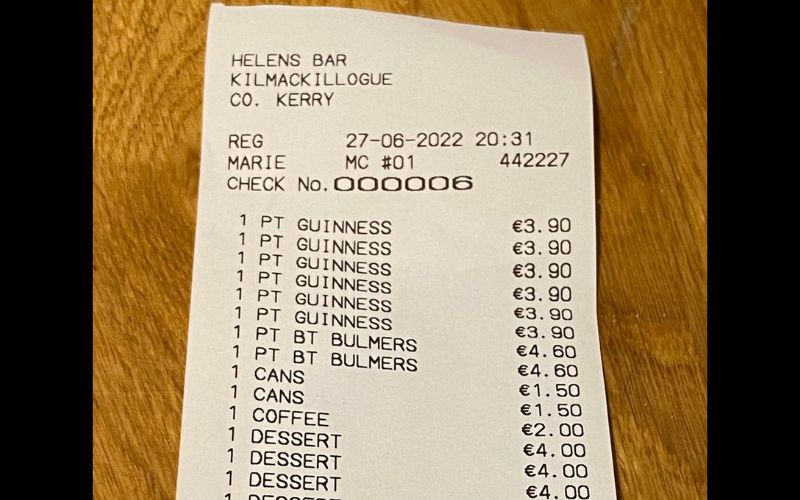 HELENS BAR
KILMACKILLOGUE
CO. KERRY
REG 27-06-2022 20:31
MARIE MC #01 442227
CHECK No. 000006
1 PT GUINNESS €3.90
1 PT GUINNESS €3.90
1 PT GUINNESS €3.90
1 PT GUINNESS €3.90
1 PT GUINNESS €3.90
1 PT GUINNESS €3.90
1 PT BT BULMERS €4.60
1 PT BT BULMERS €4.60
1 CANS €1.50
1 CANS €1.50
1 COFFEE €2.00
1 DESSERT €4.00
1 DESSERT €4.00
1 DESSERT €4.00
1 DESSERT